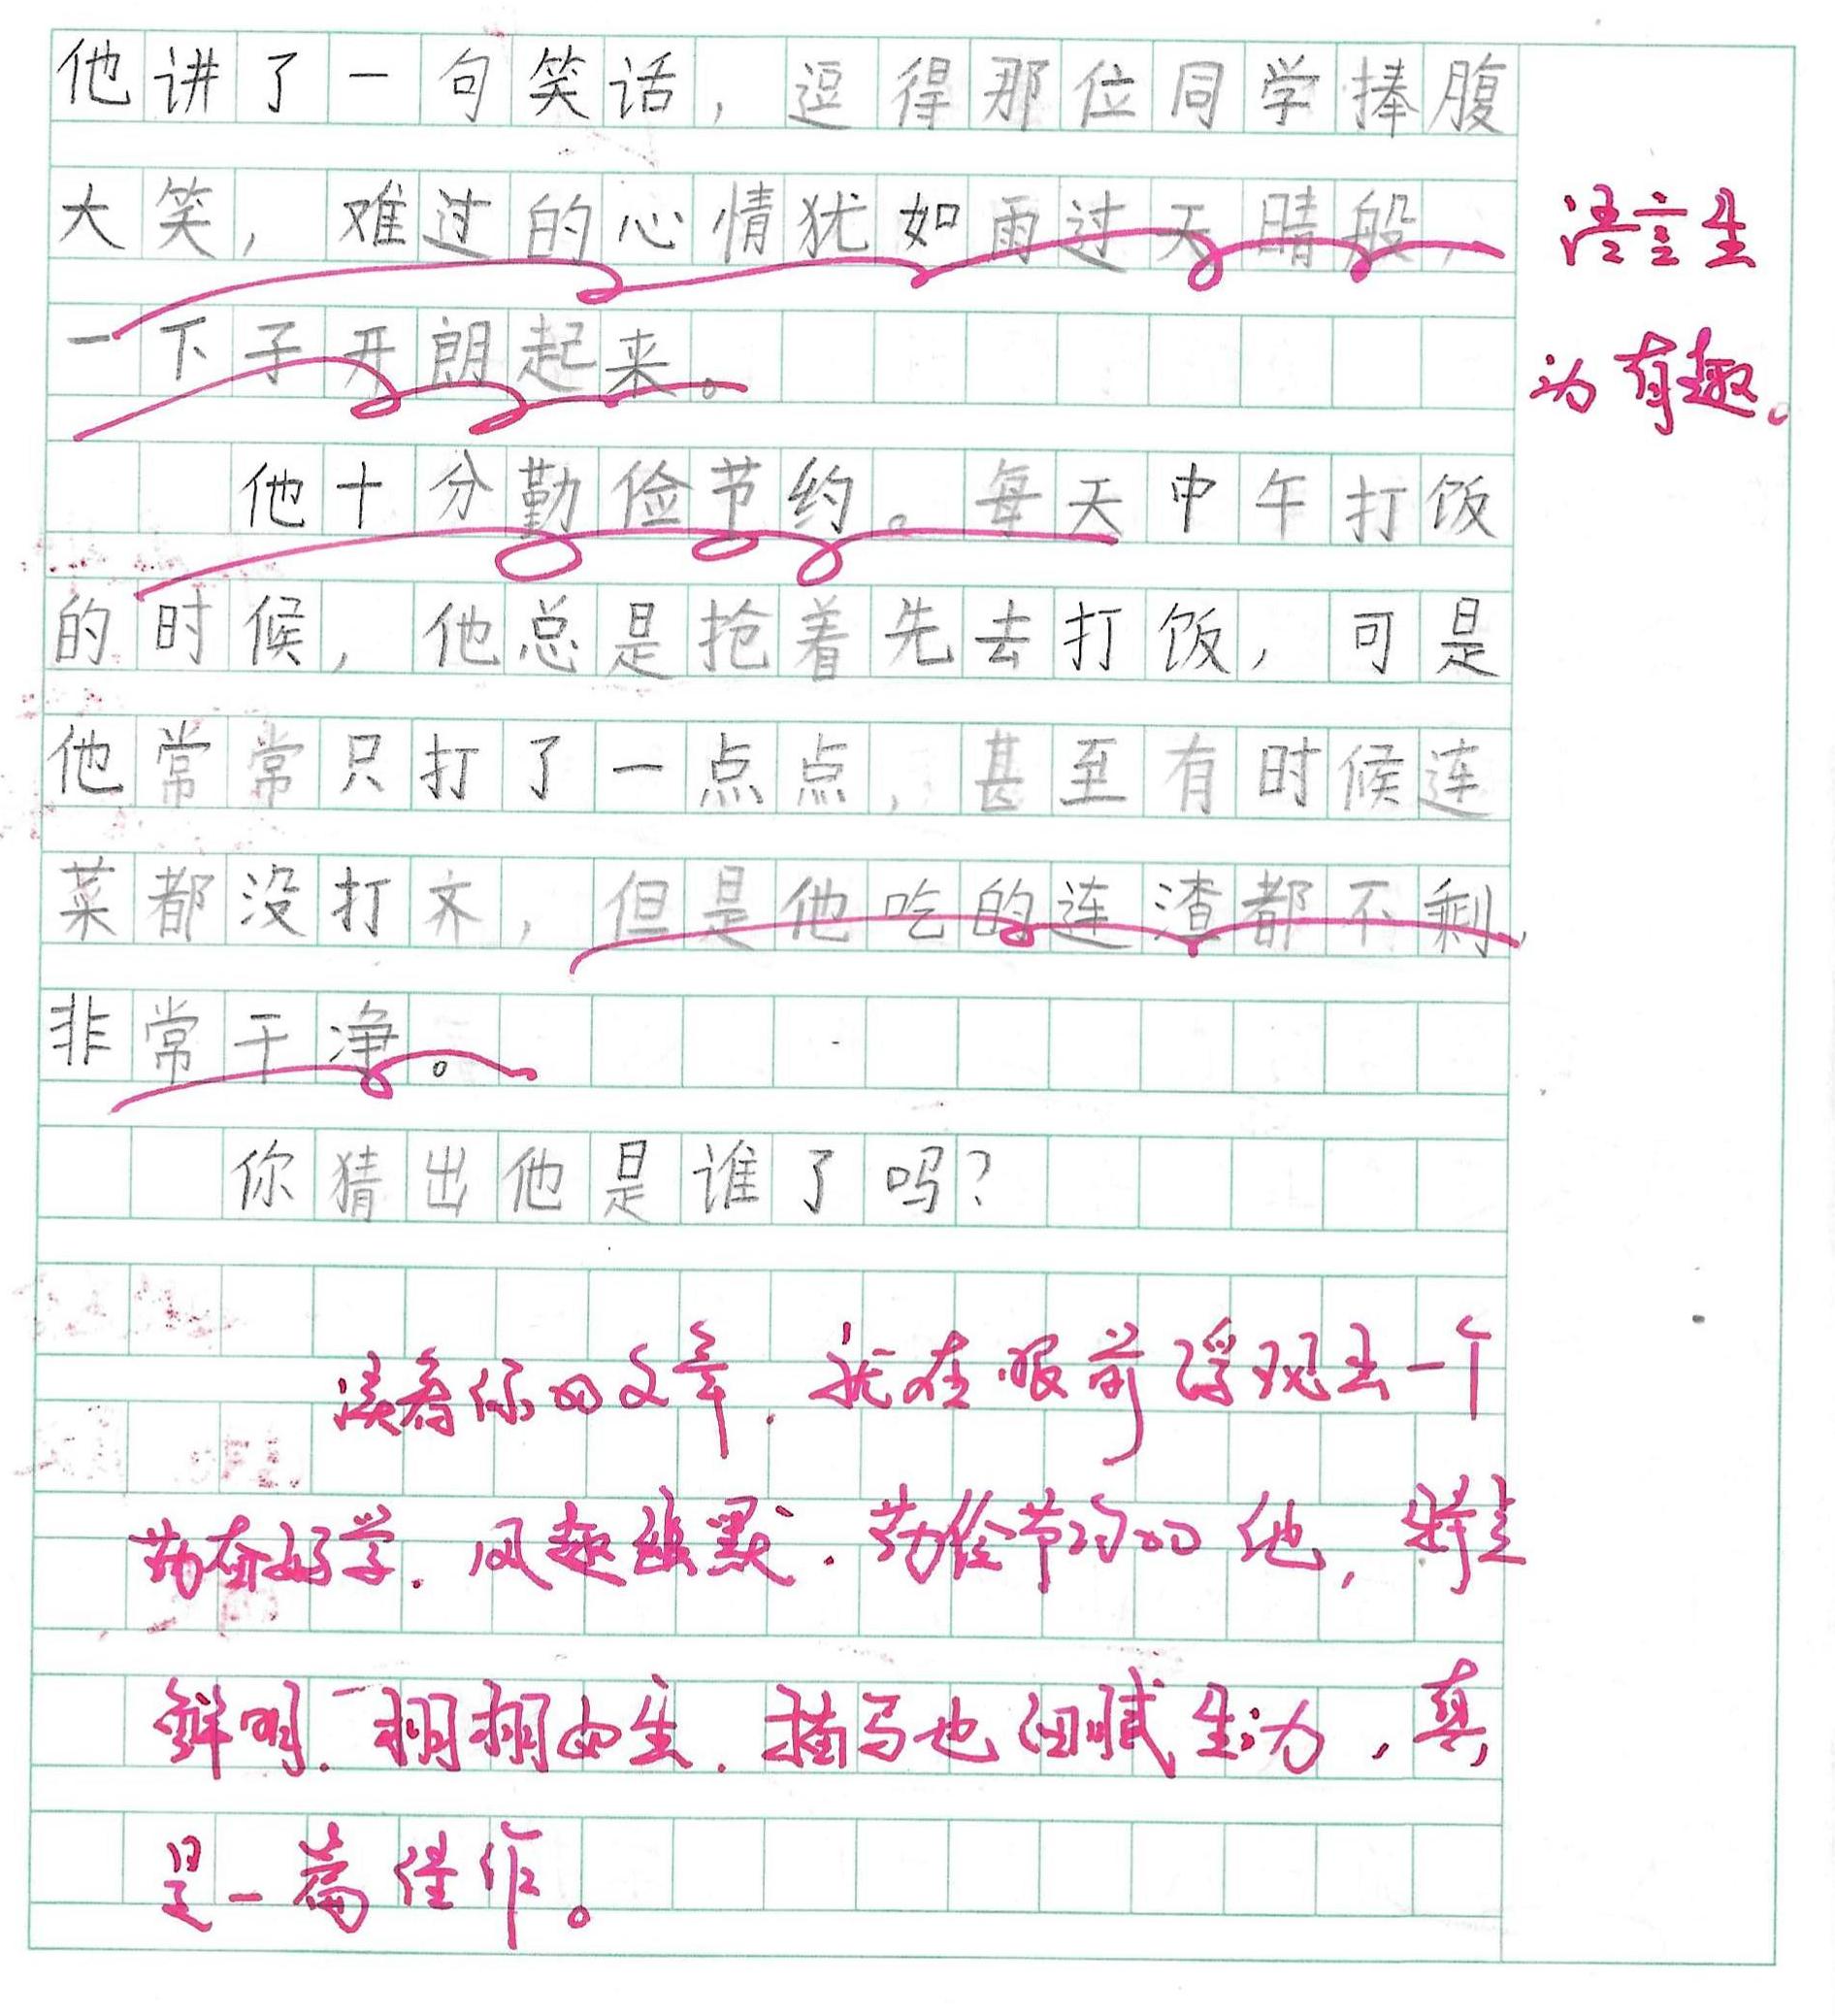 他讲了一句笑话，逗得那位同学捧腹
大笑，难过的心情犹如雨过天晴般，
语言生
一下子开朗起来。
动有趣。
他十分勤俭节约。每天中午打饭
的时候，他总是抢着先去打饭，可是
他常常只打了一点点，甚至有时候连
菜都没打齐，但是他吃的连渣都不剩，
非常干净。
你猜出他是谁了吗？
读着你的文章，就在眼前浮现出一个
勤奋好学、风趣幽默、勤俭节约的他，特点
鲜明、栩栩如生，描写也细腻生动，真
是一篇佳作。